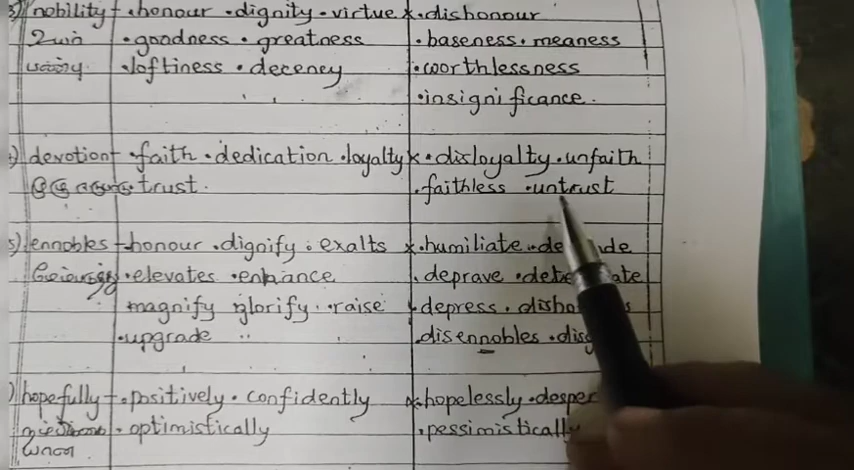 3) nobility - • honour • dignity • virtue x • dishonour
• goodness • greatness • baseness • meaness
• loftiness • decency • worthlessness
• insignificance.
devotion - • faith • dedication • loyalty x • disloyalty • unfaith
trust. • faithless • untrust
5) ennobles - honour • dignify • exalts x • humiliate
• elevates • enhance • deprave
magnify glorify • raise depress
• upgrade disennobles
) hopefully - • positively • confidently x • hopelessly
• optimistically • pessimistically